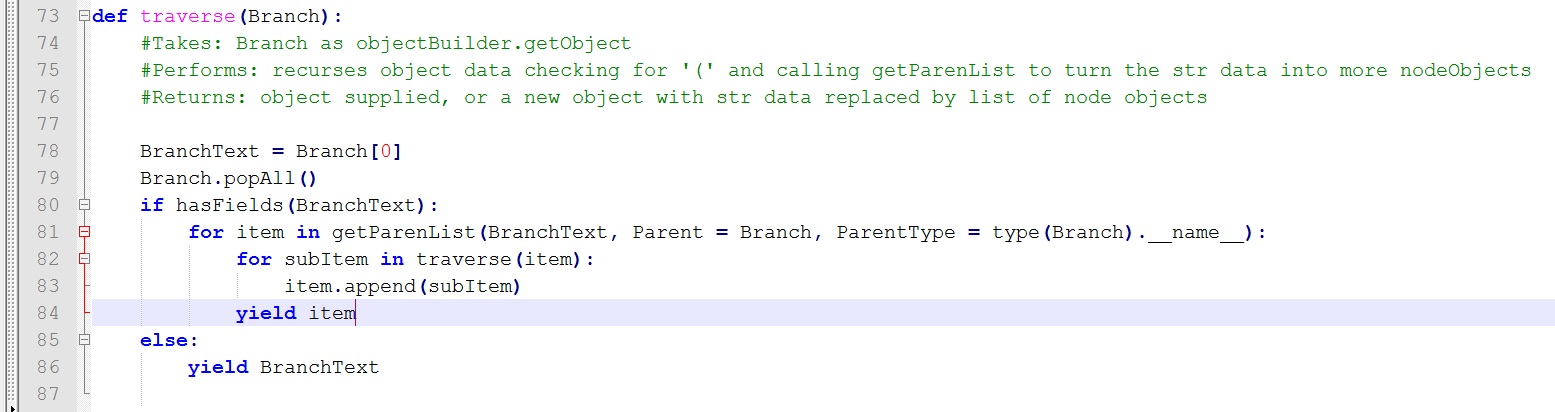 73 def traverse(Branch):
74 #Takes: Branch as objectBuilder.getObject
75 #Performs: recurses object data checking for '(' and calling getParenList to turn the str data into more nodeObjects
76 #Returns: object supplied, or a new object with str data replaced by list of node objects
77
78 BranchText = Branch[0]
79 Branch.popAll()
80 if hasFields(BranchText):
81 for item in getParenList(BranchText, Parent = Branch, ParentType = type(Branch).__name__):
82 for subItem in traverse(item):
83 item.append(subItem)
84 yield item
85 else:
86 yield BranchText
87